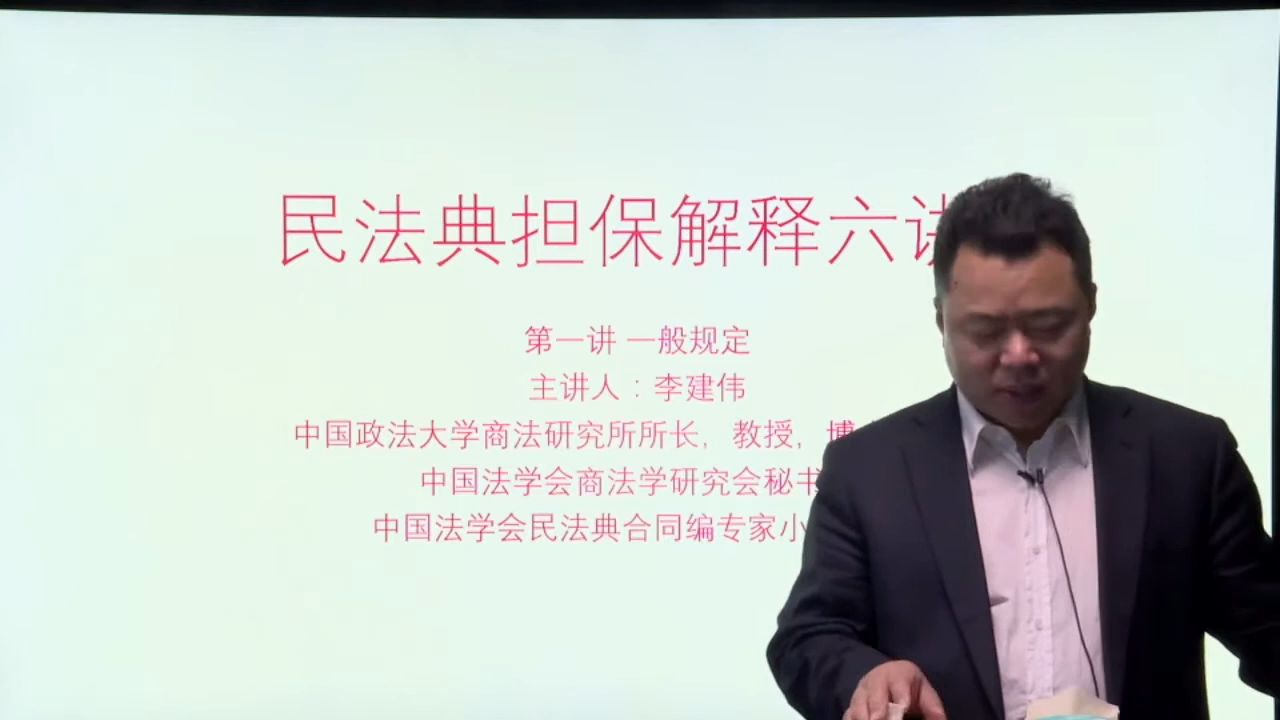 民法典担保解释六讲
第一讲 一般规定
主讲人：李建伟
中国政法大学商法研究所所长，教授，博
中国法学会商法学研究会秘书
中国法学会民法典合同编专家小